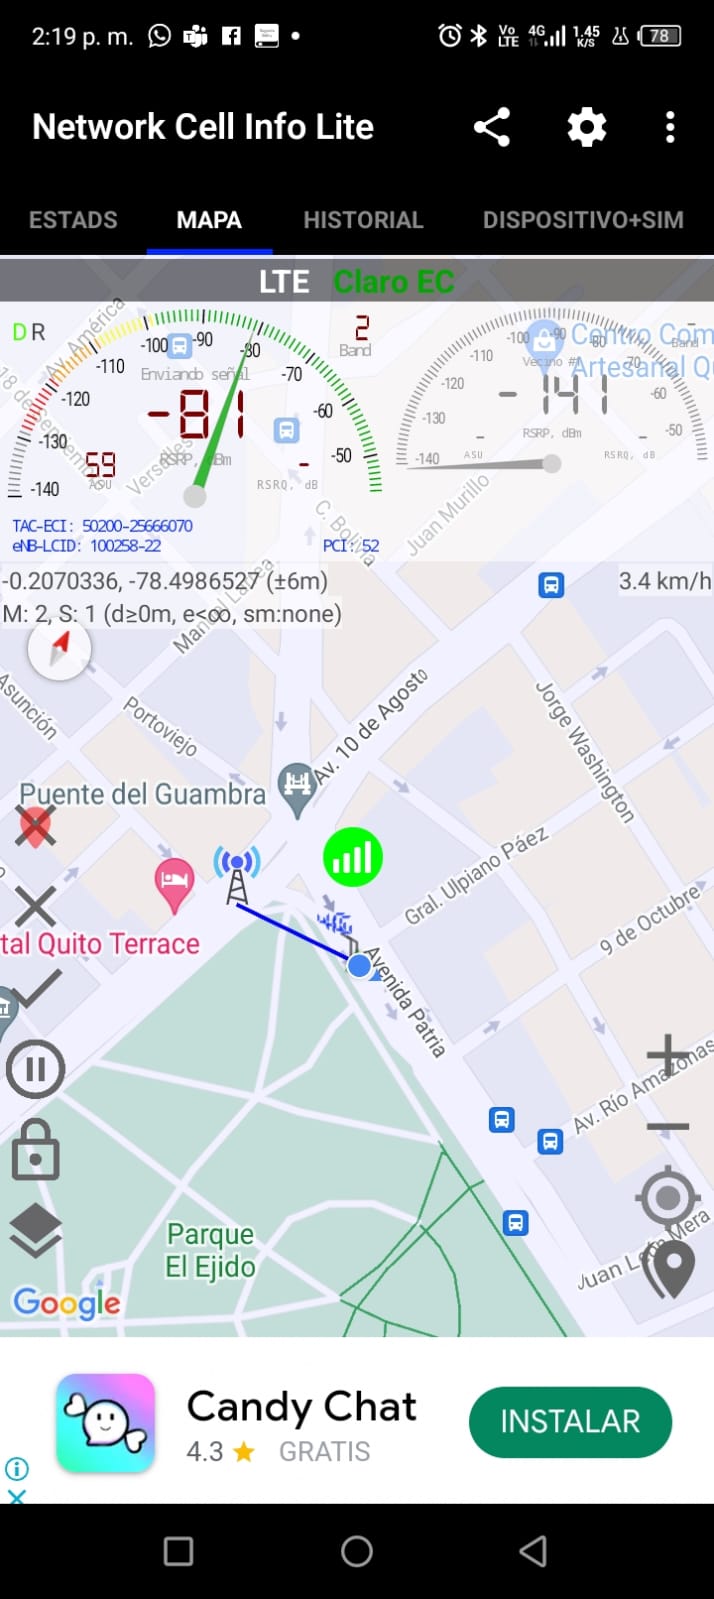 2:19 p. m.
Vo LTE 4G 1.45 K/S 78
Network Cell Info Lite
ESTADS MAPA HISTORIAL DISPOSITIVO+SIM
LTE Claro EC
D R
2
Band
-140 -130 -120 -110 -100 -90 -80 -70 -60 -50
Enviando señal
-81
RSRP, dBm
59
ASU
-
RSRQ, dB
-
Band
-140 -130 -120 -110 -100 -90 -80 -70 -60 -50
Vecino #1
-141
RSRP, dBm
-
ASU
-
RSRQ, dB
TAC-ECI: 50200-25666070
eNB-LCID: 100258-22
PCI: 52
Av. América
18 de Septiembre
Versalles
Centro Com
Artesanal Q
C. Bolivia
Juan Murillo
-0.2070336, -78.4986527 (±6m)
3.4 km/h
M: 2, S: 1 (d≥0m, e<∞, sm:none)
Manuel Larrea
Asunción
Portoviejo
Av. 10 de Agosto
Jorge Washington
Puente del Guambra
Gral. Ulpiano Páez
9 de Octubre
tal Quito Terrace
Avenida Patria
Av. Río Amazonas
Parque
El Ejido
Juan León Mera
Google
Candy Chat
4.3 GRATIS
INSTALAR